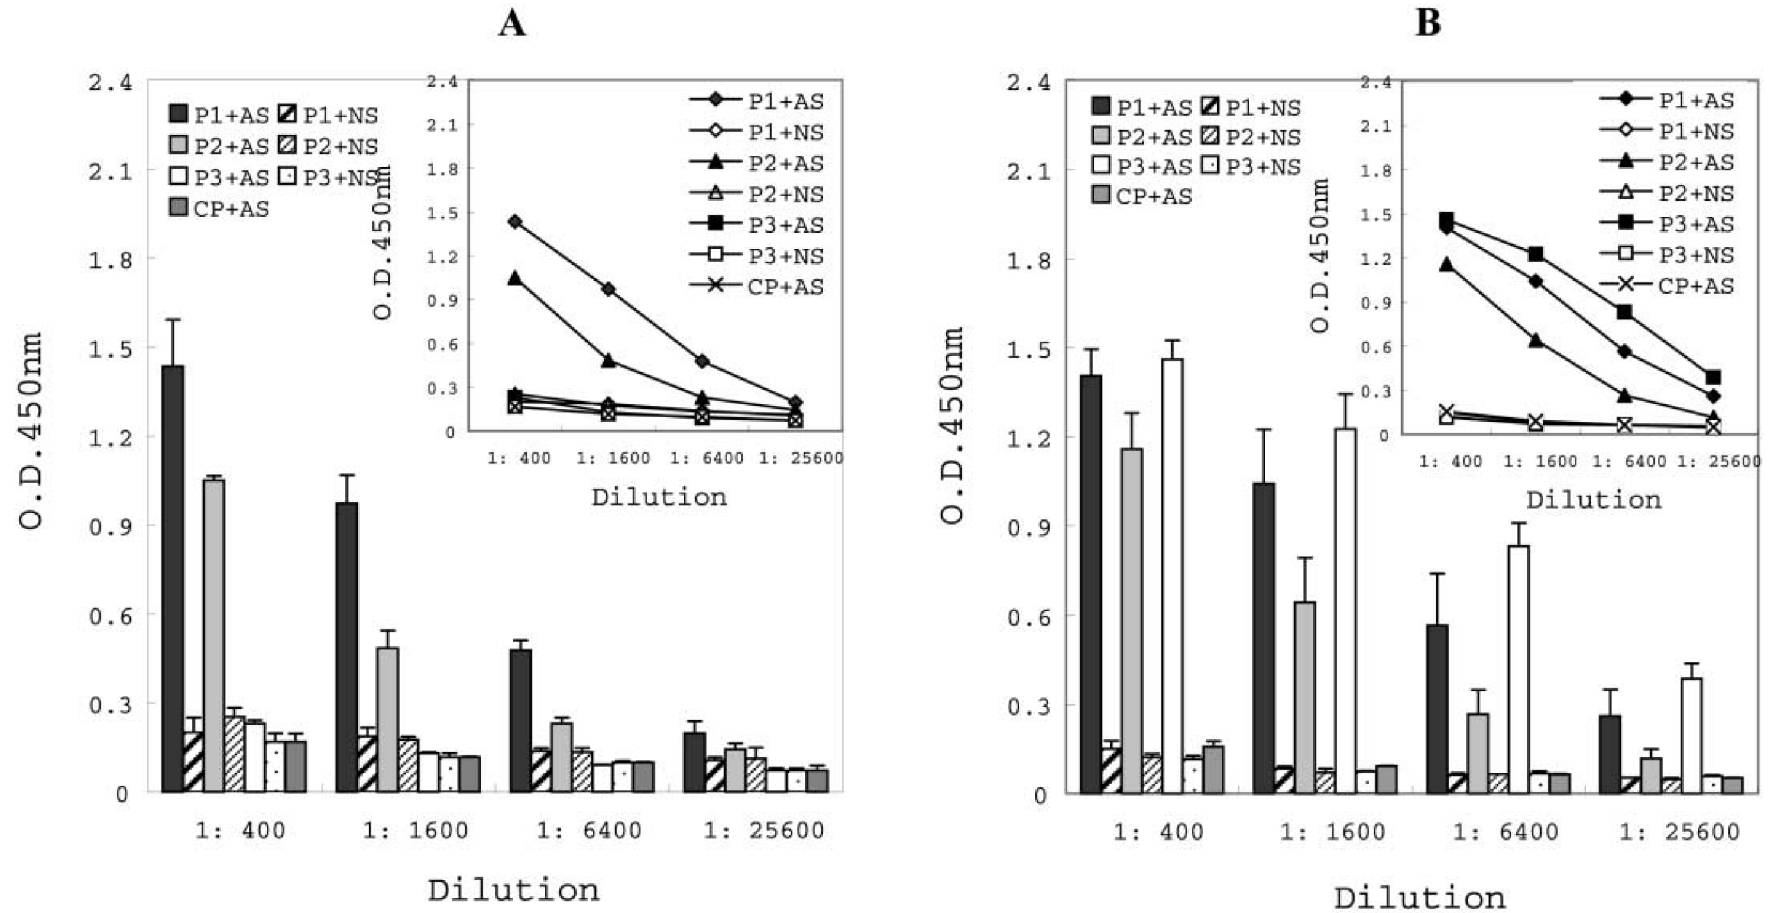 A
2.4
2.1
1.8
1.5
1.2
0.9
0.6
0.3
0
O.D.450nm
P1+AS P1+NS
P2+AS P2+NS
P3+AS P3+NS
CP+AS
1: 400 1: 1600 1: 6400 1: 25600
Dilution
2.4
2.1
1.8
1.5
1.2
0.9
0.6
0.3
0
O.D.450nm
P1+AS
P1+NS
P2+AS
P2+NS
P3+AS
P3+NS
CP+AS
1: 400 1: 1600 1: 6400 1: 25600
Dilution
B
2.4
2.1
1.8
1.5
1.2
0.9
0.6
0.3
0
O.D.450nm
P1+AS P1+NS
P2+AS P2+NS
P3+AS P3+NS
CP+AS
1: 400 1: 1600 1: 6400 1: 25600
Dilution
2.4
2.1
1.8
1.5
1.2
0.9
0.6
0.3
0
O.D.450nm
P1+AS
P1+NS
P2+AS
P2+NS
P3+AS
P3+NS
CP+AS
1: 400 1: 1600 1: 6400 1: 25600
Dilution